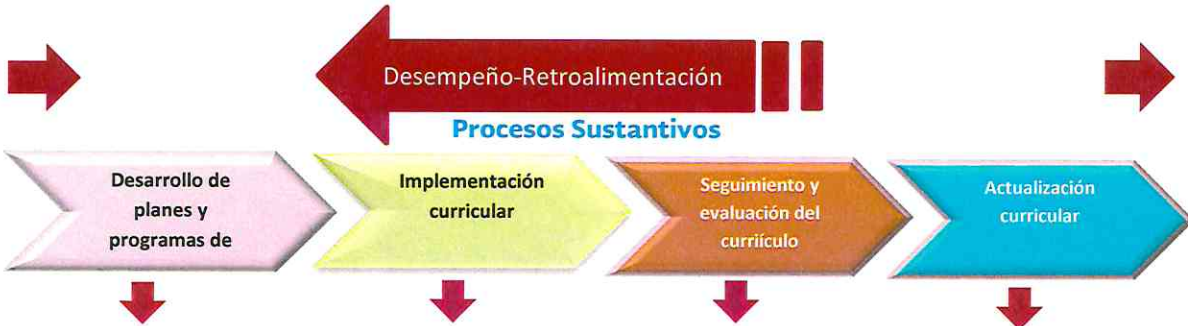 Desempeño-Retroalimentación
Procesos Sustantivos
Desarrollo de
planes y
programas de
Implementación
curricular
Seguimiento y
evaluación del
curriículo
Actualización
curricular